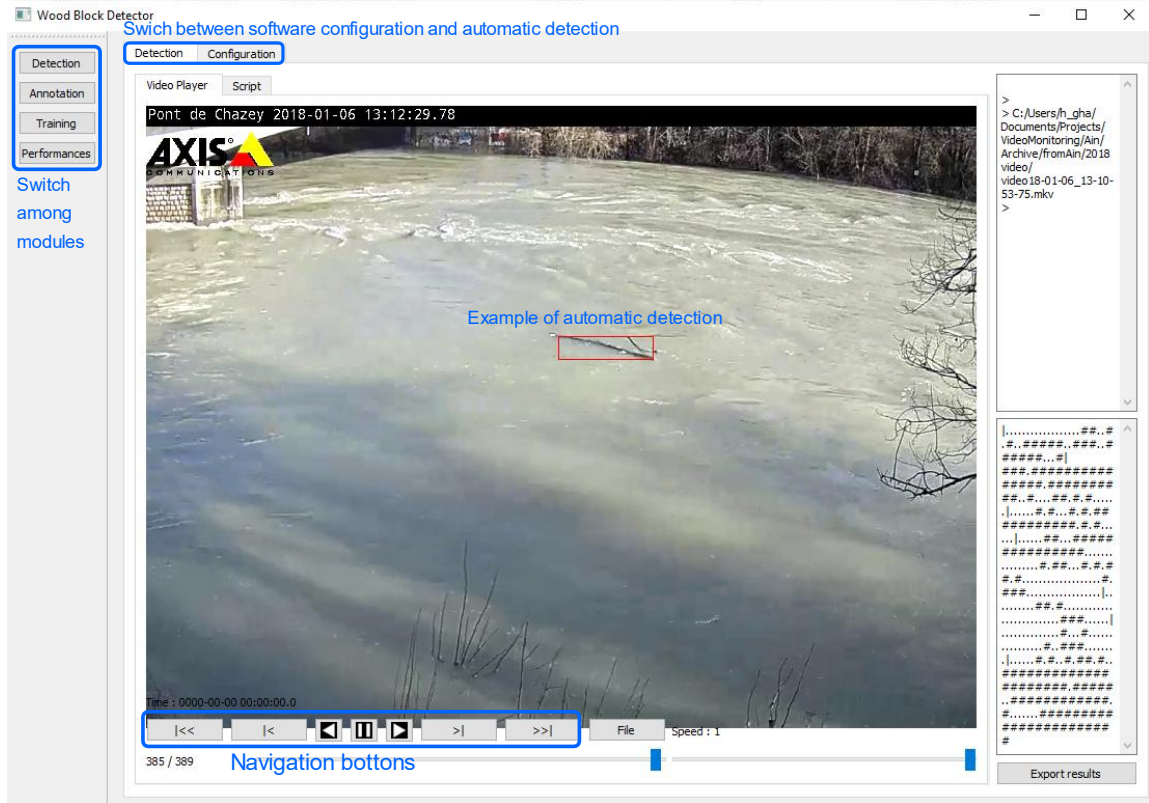 Wood Block Detector
Swich between software configuration and automatic detection
Detection
Annotation
Training
Performances
Switch
among
modules
Detection Configuration
Video Player Script
Pont de Chazey 2018-01-06 13:12:29.78
AXIS
COMMUNICATIONS
Example of automatic detection
Time : 0000-00-00 00:00:00.0
|<< |< >| >>| File Speed : 1
385 / 389 Navigation bottons
>
> C:/Users/h_gha/
Documents/Projects/
VideoMonitoring/Ain/
Archive/fromAin/2018
video/
video18-01-06_13-10-
53-75.mkv
>
|.................##..#
.#..#####..###..#
#####...#|
###.##########
#####.########
##..#....##.#.#.....
.|......#.#...#.#.##
#########.#.#...
...|......##...#####
##########.......
.........#.##...#.#.#
#.#...................#.
###..................|..
........##.#............
..............###......|
..............#...#......
..........#..###.......
.|......#.#..#.##.#..
#############
########.#####
..############.
#.......#########
#############
#
Export results